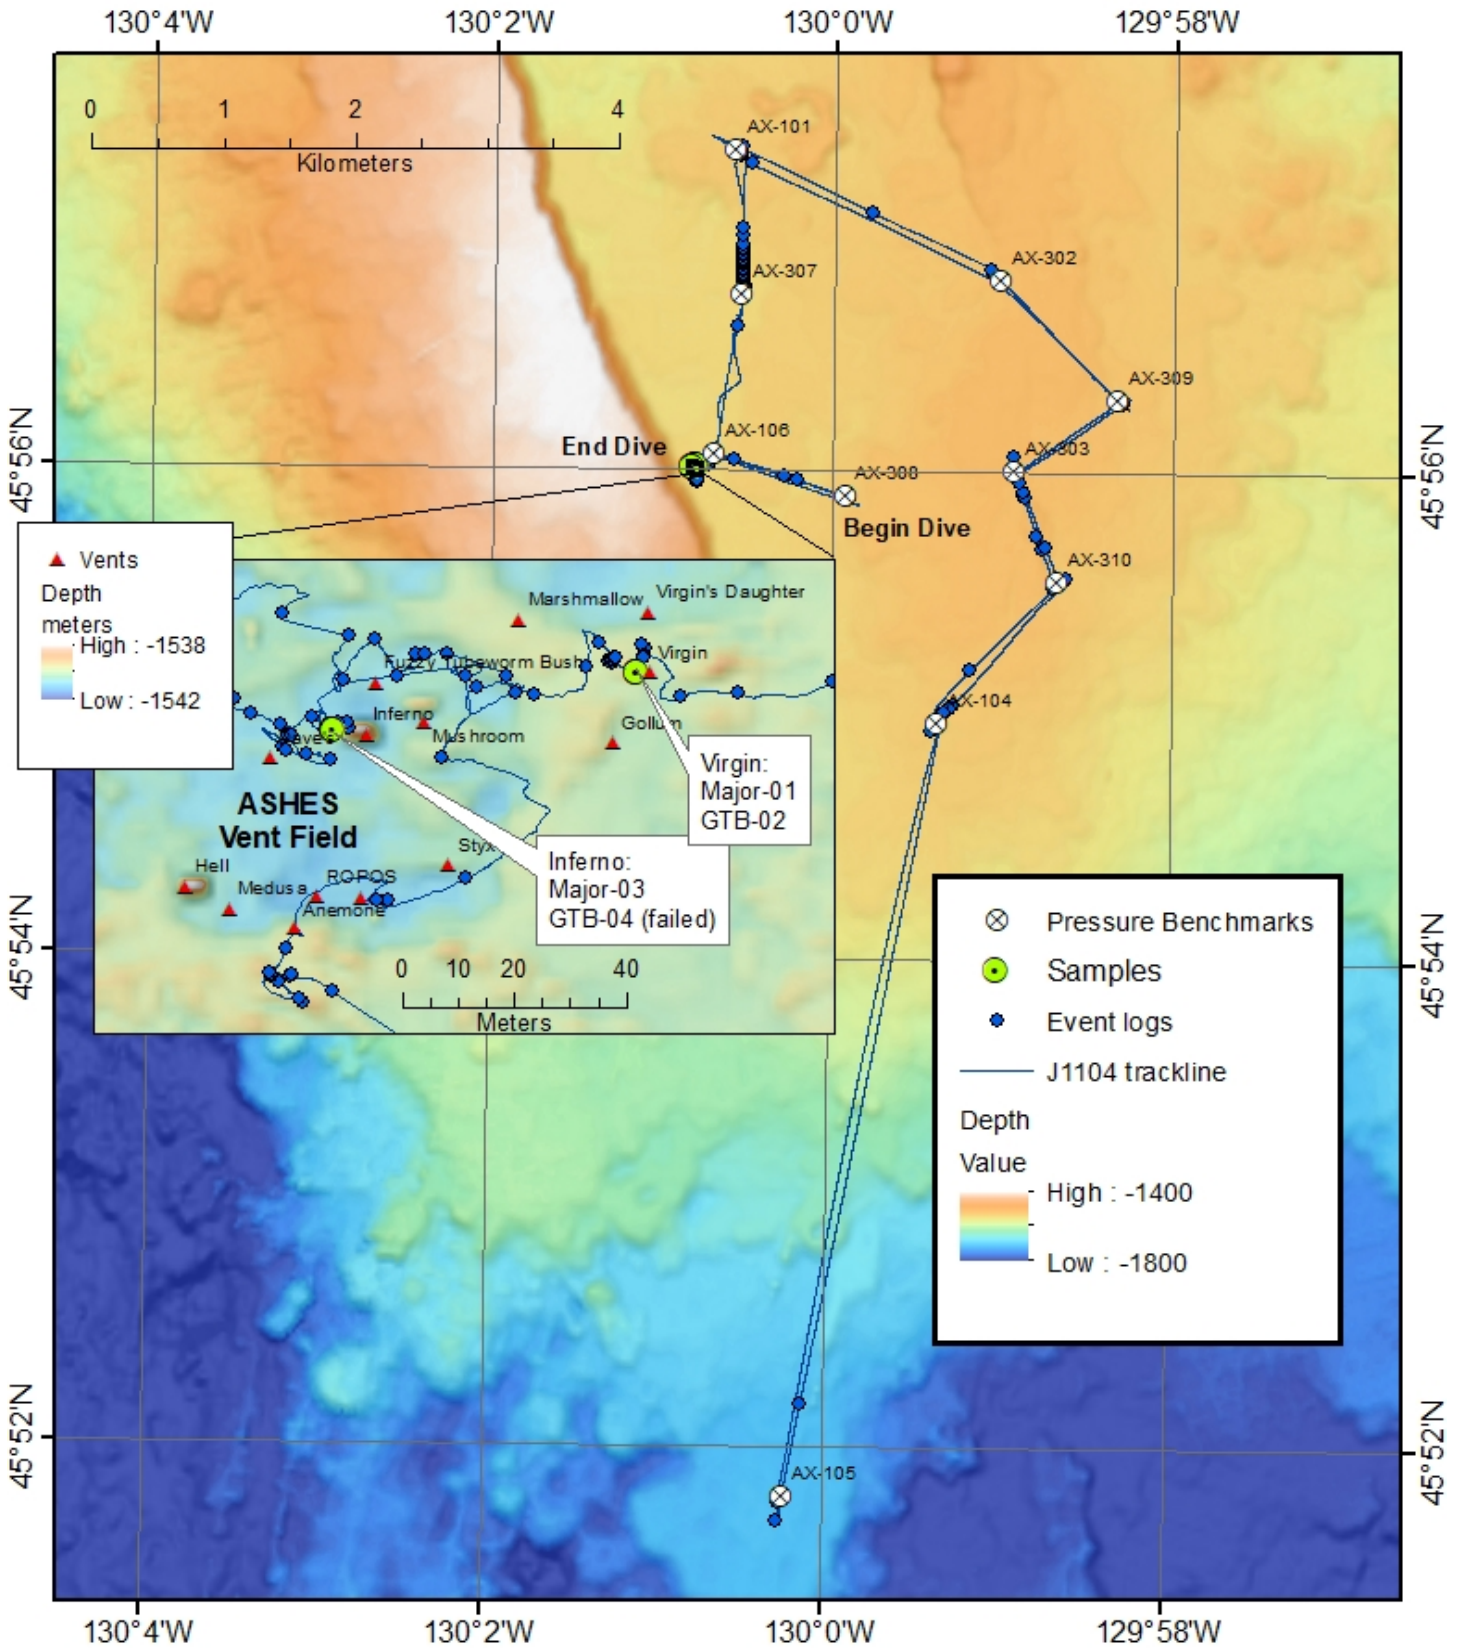 130°4'W
130°2'W
130°0'W
129°58'W
0
1
2
4
Kilometers
AX-101
AX-302
AX-307
AX-309
AX-106
End Dive
AX-303
AX-308
Begin Dive
45°56'N
45°56'N
AX-310
AX-104
Vents
Depth
meters
High : -1538
Low : -1542
Marshmallow
Virgin's Daughter
Fuzzy Tubeworm Bush
Virgin
Inferno
Mushroom
Gollum
Virgin:
Major-01
GTB-02
ASHES
Vent Field
Styx
Inferno:
Major-03
GTB-04 (failed)
Hell
Medusa
ROPOS
Anemone
0
10
20
40
Meters
45°54'N
45°54'N
Pressure Benchmarks
Samples
Event logs
J1104 trackline
Depth
Value
High : -1400
Low : -1800
45°52'N
45°52'N
AX-105
130°4'W
130°2'W
130°0'W
129°58'W